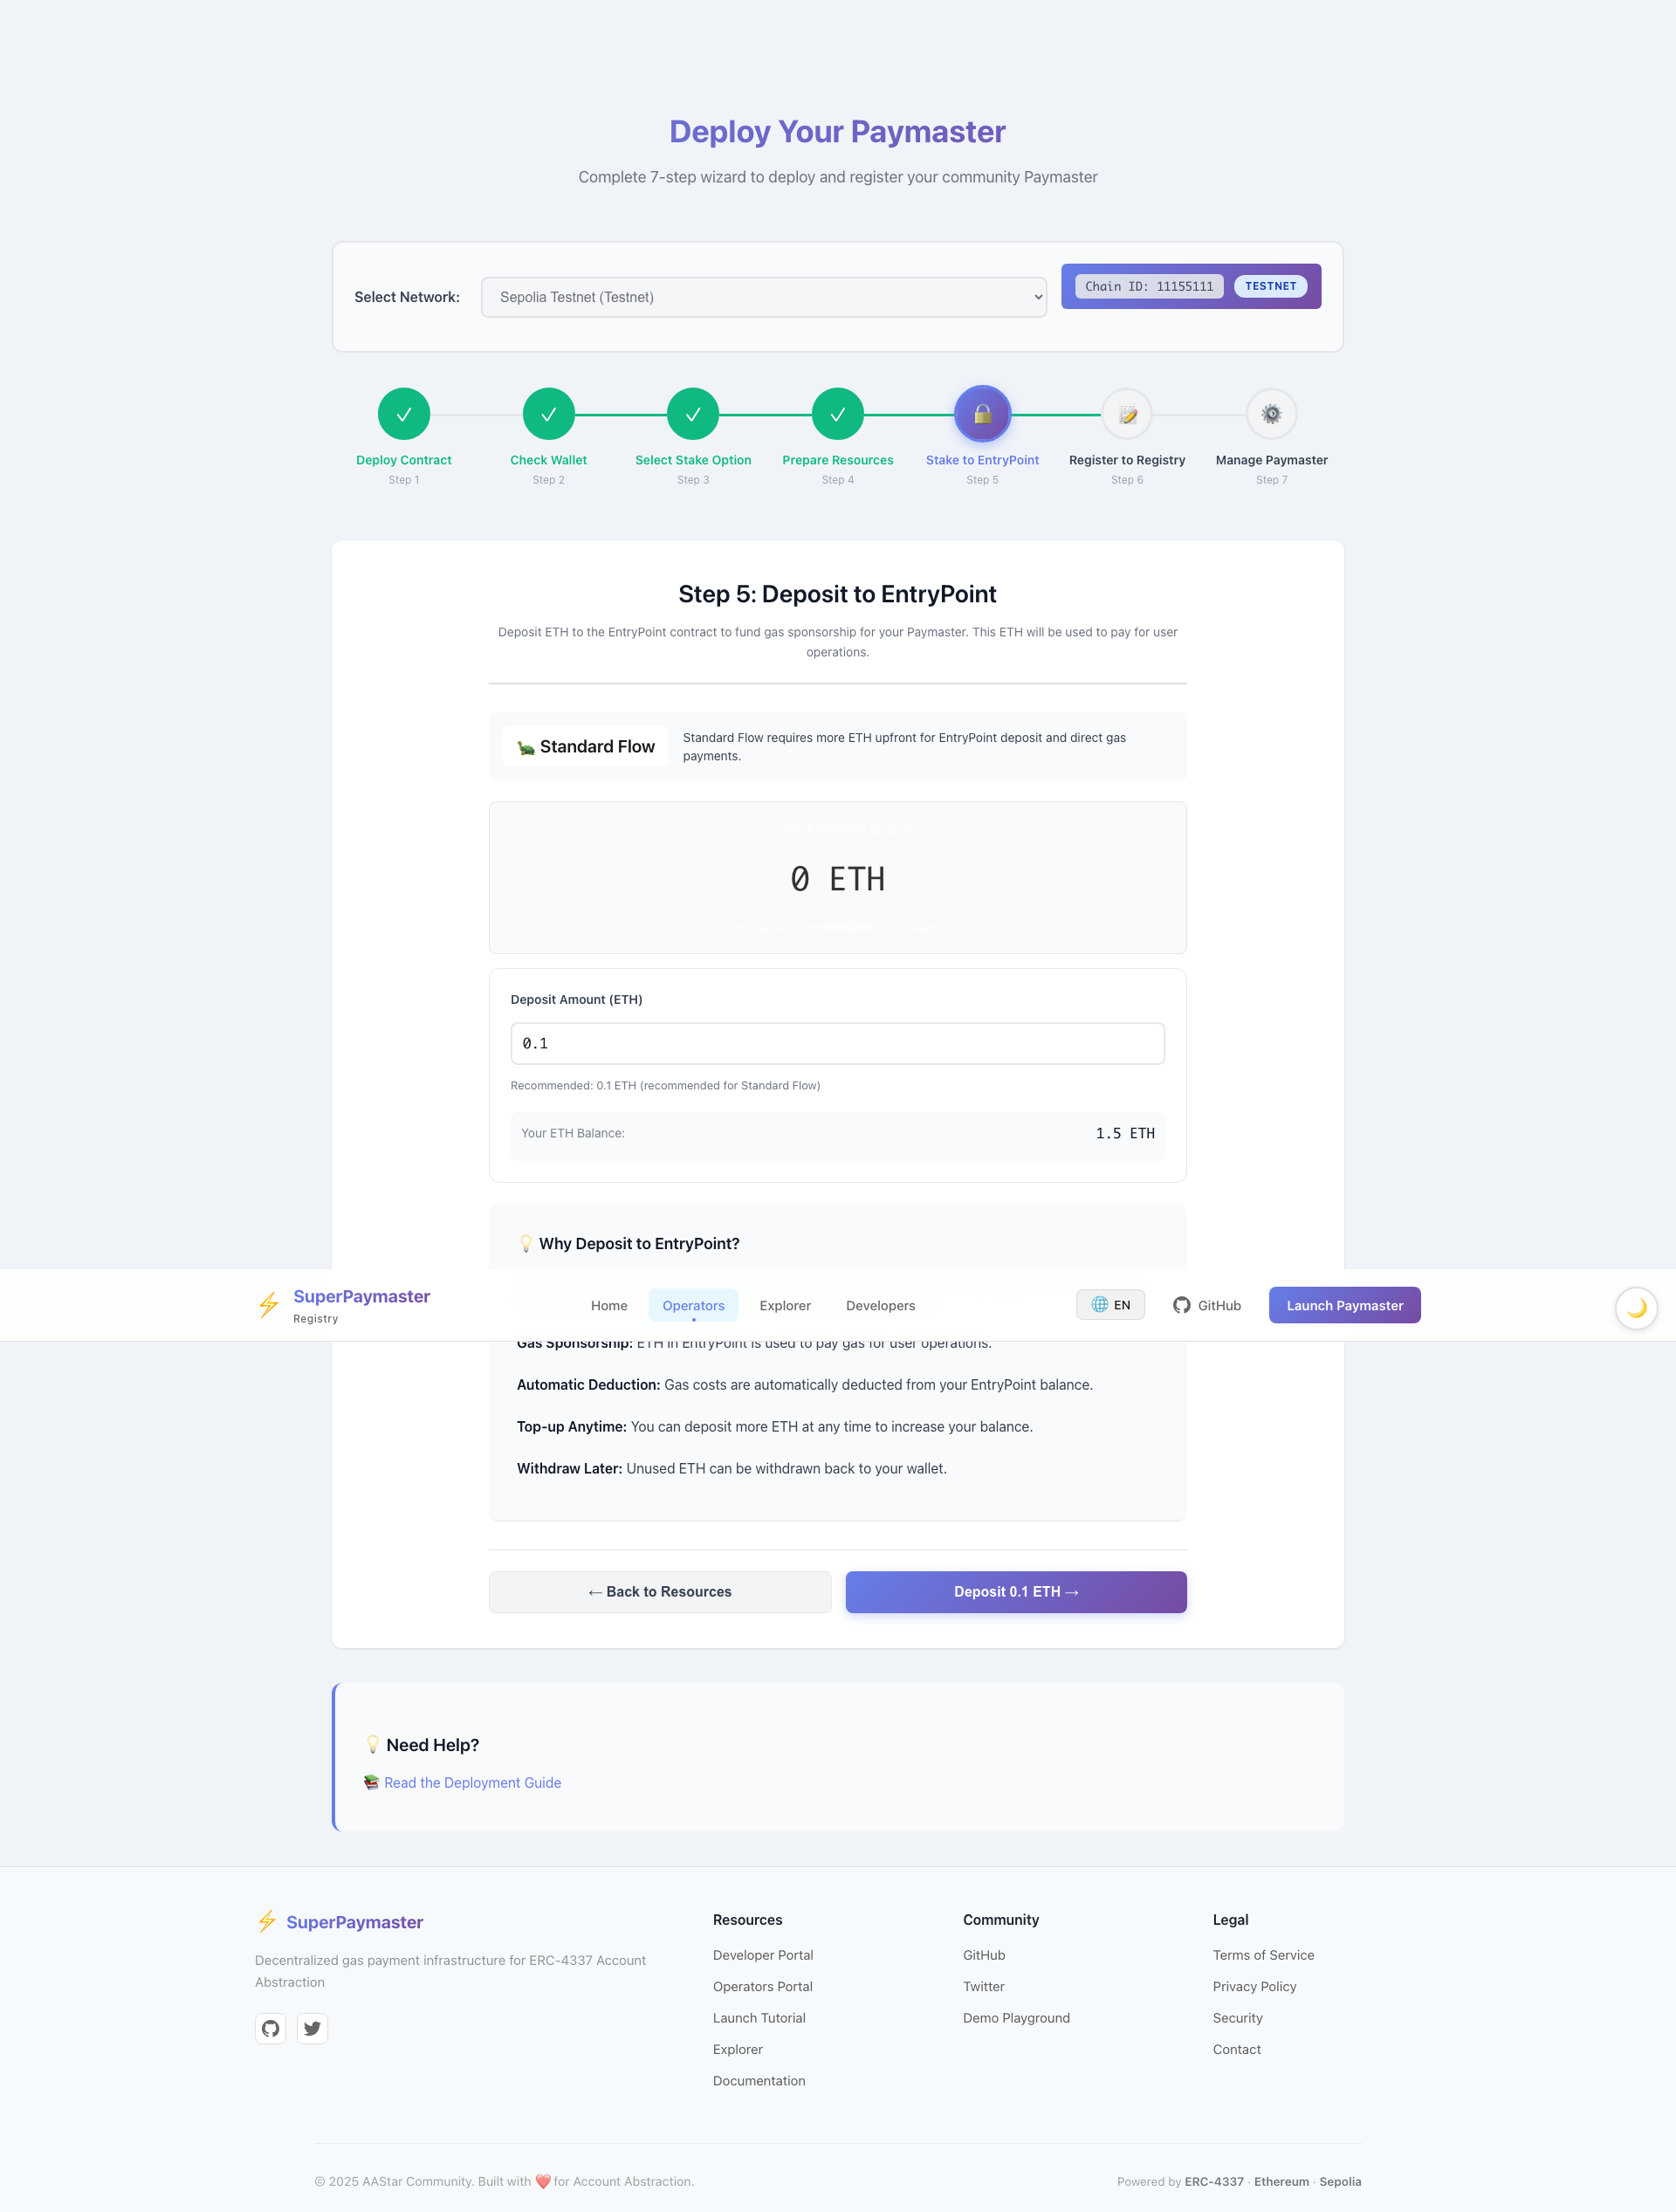 Deploy Your Paymaster
Complete 7-step wizard to deploy and register your community Paymaster
Select Network:
Sepolia Testnet (Testnet)
Chain ID: 11155111
TESTNET
Deploy Contract
Step 1
Check Wallet
Step 2
Select Stake Option
Step 3
Prepare Resources
Step 4
Stake to EntryPoint
Step 5
Register to Registry
Step 6
Manage Paymaster
Step 7
Step 5: Deposit to EntryPoint
Deposit ETH to the EntryPoint contract to fund gas sponsorship for your Paymaster. This ETH will be used to pay for user
operations.
🐢 Standard Flow
Standard Flow requires more ETH upfront for EntryPoint deposit and direct gas
payments.
0 ETH
Deposit Amount (ETH)
0.1
Recommended: 0.1 ETH (recommended for Standard Flow)
Your ETH Balance:
1.5 ETH
💡 Why Deposit to EntryPoint?
⚡ SuperPaymaster
Registry
Home
Operators
Explorer
Developers
🌐 EN
GitHub
Launch Paymaster
Gas Sponsorship: ETH in EntryPoint is used to pay gas for user operations.
Automatic Deduction: Gas costs are automatically deducted from your EntryPoint balance.
Top-up Anytime: You can deposit more ETH at any time to increase your balance.
Withdraw Later: Unused ETH can be withdrawn back to your wallet.
← Back to Resources
Deposit 0.1 ETH →
💡 Need Help?
📚 Read the Deployment Guide
⚡ SuperPaymaster
Decentralized gas payment infrastructure for ERC-4337 Account
Abstraction
Resources
Developer Portal
Operators Portal
Launch Tutorial
Explorer
Documentation
Community
GitHub
Twitter
Demo Playground
Legal
Terms of Service
Privacy Policy
Security
Contact
© 2025 AAStar Community. Built with ❤️ for Account Abstraction.
Powered by ERC-4337 · Ethereum · Sepolia